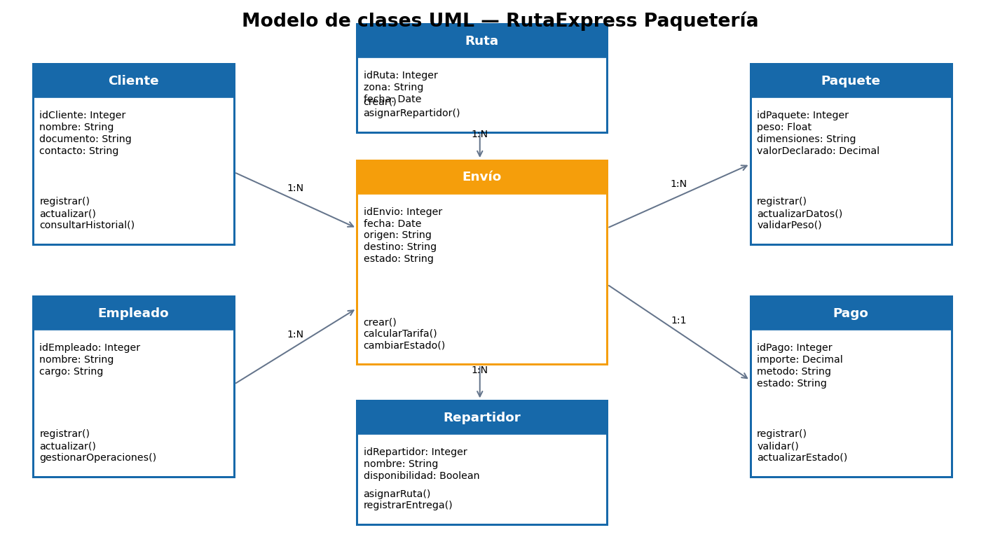 Modelo de clases UML — RutaExpress Paquetería
Ruta
idRuta: Integer
zona: String
fecha: Date
crear()
asignarRepartidor()
1:N
Cliente
idCliente: Integer
nombre: String
documento: String
contacto: String
registrar()
actualizar()
consultarHistorial()
1:N
Envío
idEnvio: Integer
fecha: Date
origen: String
destino: String
estado: String
crear()
calcularTarifa()
cambiarEstado()
1:N
Paquete
idPaquete: Integer
peso: Float
dimensiones: String
valorDeclarado: Decimal
registrar()
actualizarDatos()
validarPeso()
Empleado
idEmpleado: Integer
nombre: String
cargo: String
registrar()
actualizar()
gestionarOperaciones()
1:N
1:N
Repartidor
idRepartidor: Integer
nombre: String
disponibilidad: Boolean
asignarRuta()
registrarEntrega()
1:1
Pago
idPago: Integer
importe: Decimal
metodo: String
estado: String
registrar()
validar()
actualizarEstado()